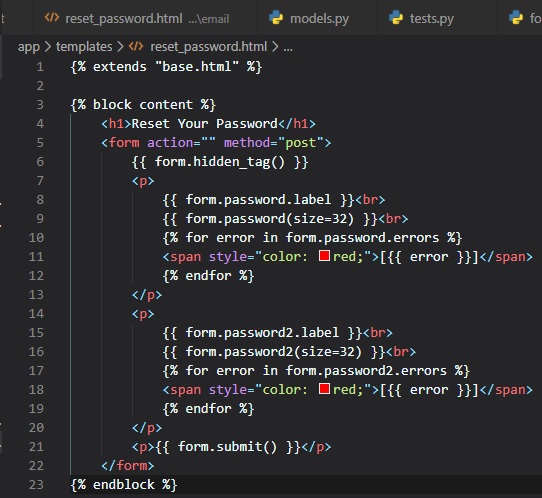 t
reset_password.html ...\email
models.py
tests.py
fo
app > templates > reset_password.html > ...
1 {% extends "base.html" %}
2
3 {% block content %}
4 <h1>Reset Your Password</h1>
5 <form action="" method="post">
6 {{ form.hidden_tag() }}
7 <p>
8 {{ form.password.label }}<br>
9 {{ form.password(size=32) }}<br>
10 {% for error in form.password.errors %}
11 <span style="color: red;">[{{ error }}]</span>
12 {% endfor %}
13 </p>
14 <p>
15 {{ form.password2.label }}<br>
16 {{ form.password2(size=32) }}<br>
17 {% for error in form.password2.errors %}
18 <span style="color: red;">[{{ error }}]</span>
19 {% endfor %}
20 </p>
21 <p>{{ form.submit() }}</p>
22 </form>
23 {% endblock %}